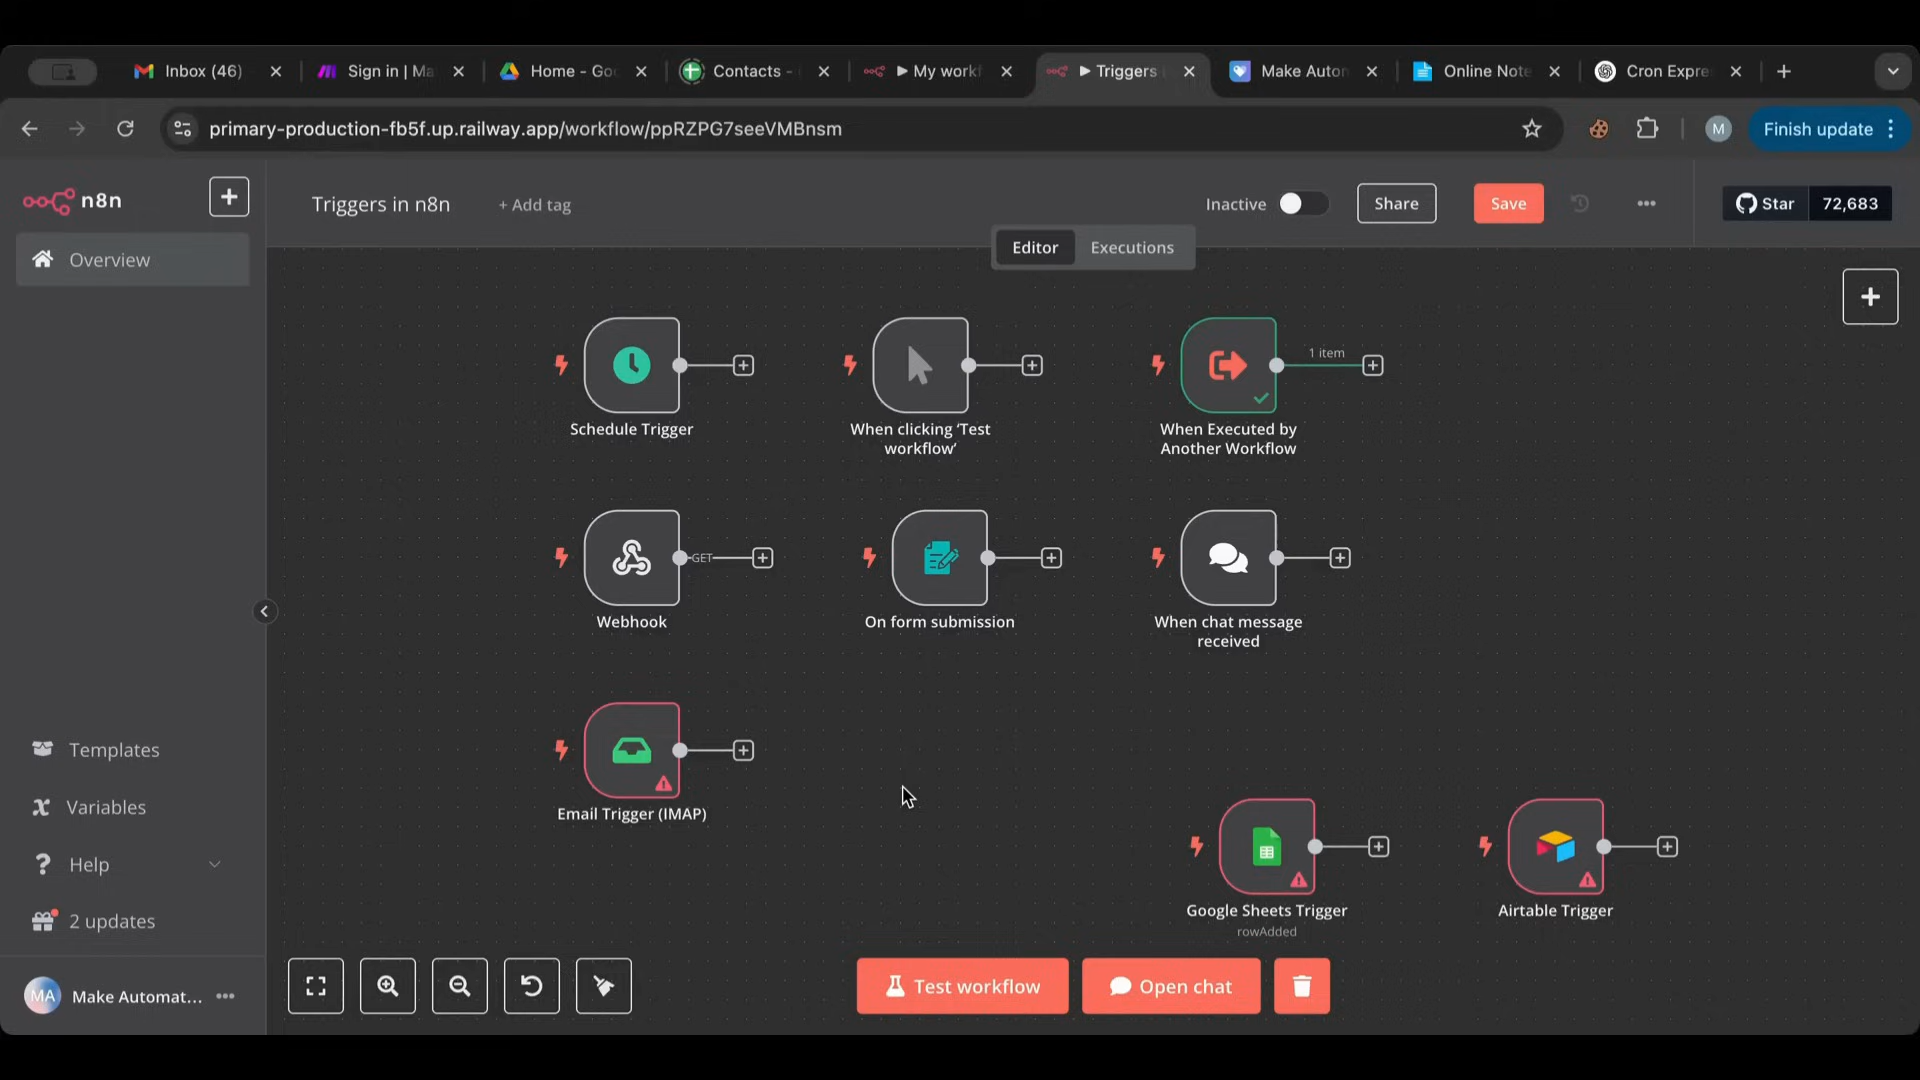 Inbox (46)
Sign in | Ma
Home - Goo
Contacts -
▶ My workf
▶ Triggers
Make Autor
Online Note
Cron Expre
primary-production-fb5f.up.railway.app/workflow/ppRZPG7seeVMBnsm
M
Finish update
n8n
Triggers in n8n
+ Add tag
Inactive
Share
Save
Star
72,683
Overview
Editor
Executions
1 item
Schedule Trigger
When clicking ‘Test
workflow’
When Executed by
Another Workflow
GET
Webhook
On form submission
When chat message
received
Email Trigger (IMAP)
Templates
Variables
Help
2 updates
Google Sheets Trigger
rowAdded
Airtable Trigger
MA
Make Automat...
Test workflow
Open chat